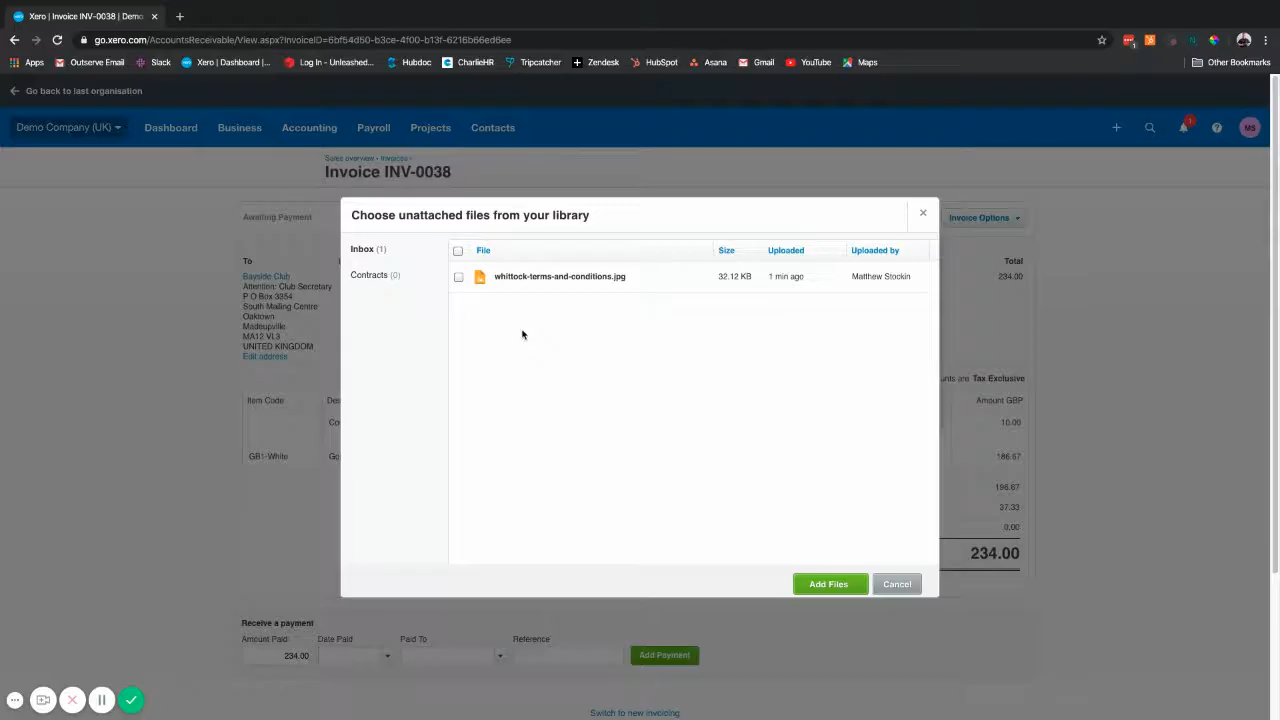 Xero | Invoice INV-0038 | Demo
go.xero.com/AccountsReceivable/View.aspx?InvoiceID=6bf54d50-b3ce-4f00-b13f-6216b66ed6ee
Apps Outserve Email Slack Xero | Dashboard |... Log In - Unleashed... Hubdoc CharlieHR Tripcatcher Zendesk HubSpot Asana Gmail YouTube Maps Other Bookmarks
Go back to last organisation
Demo Company (UK) Dashboard Business Accounting Payroll Projects Contacts 1 MS
Sales overview › Invoices ›
Invoice INV-0038
Choose unattached files from your library
Awaiting Payment
Invoice Options
Inbox (1) File Size Uploaded Uploaded by
Contracts (0) whittock-terms-and-conditions.jpg 32.12 KB 1 min ago Matthew Stockin
To Total
Bayside Club 234.00
Attention: Club Secretary
P O Box 3354
South Mailing Centre
Oaktown
Madeupville
MA12 VL3
UNITED KINGDOM
Edit address
nts are Tax Exclusive
Item Code Des Amount GBP
Co 10.00
GB1-White Go 186.67
196.67
37.33
0.00
234.00
Add Files Cancel
Receive a payment
Amount Paid Date Paid Paid To Reference
234.00 Add Payment
Switch to new invoicing